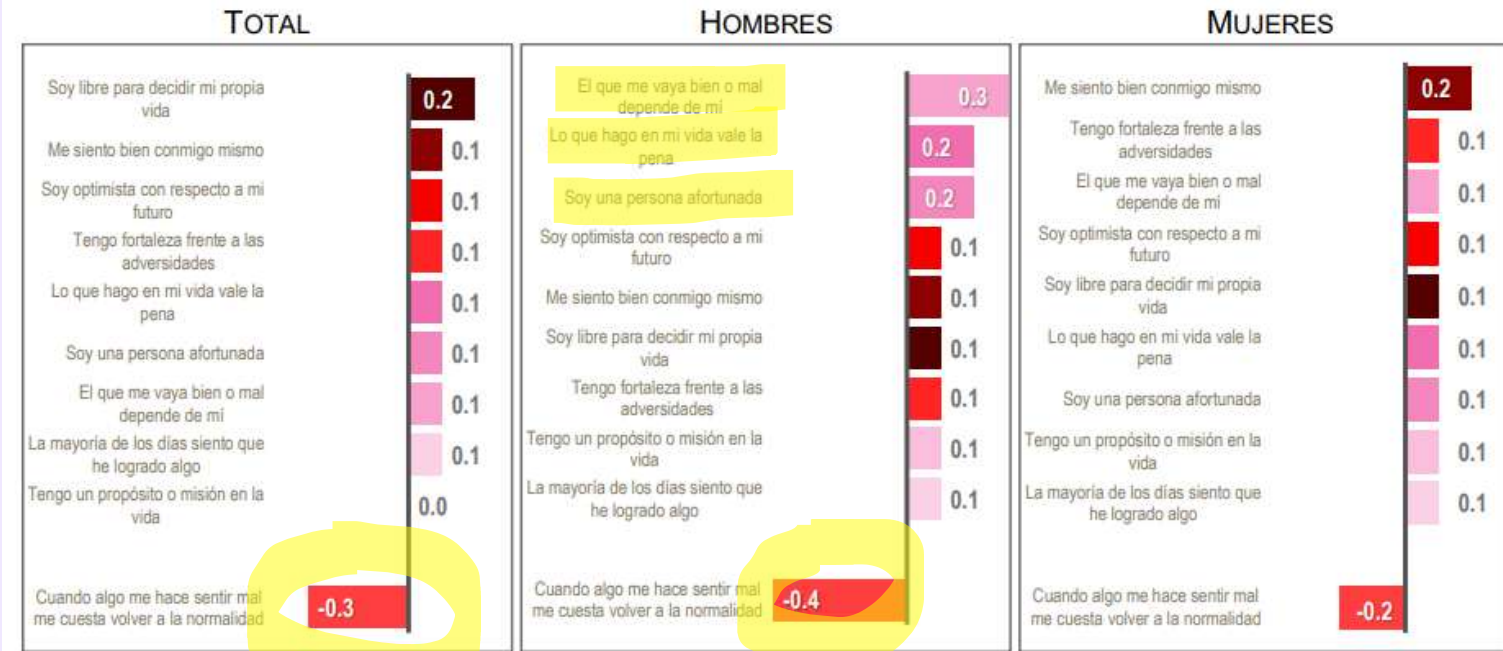 TOTAL
Soy libre para decidir mi propia
vida
0.2
Me siento bien conmigo mismo
0.1
Soy optimista con respecto a mi
futuro
0.1
Tengo fortaleza frente a las
adversidades
0.1
Lo que hago en mi vida vale la
pena
0.1
Soy una persona afortunada
0.1
El que me vaya bien o mal
depende de mí
0.1
La mayoría de los días siento que
he logrado algo
0.1
Tengo un propósito o misión en la
vida
0.0
Cuando algo me hace sentir mal
me cuesta volver a la normalidad
-0.3
HOMBRES
El que me vaya bien o mal
depende de mí
0.3
Lo que hago en mi vida vale la
pena
0.2
Soy una persona afortunada
0.2
Soy optimista con respecto a mi
futuro
0.1
Me siento bien conmigo mismo
0.1
Soy libre para decidir mi propia
vida
0.1
Tengo fortaleza frente a las
adversidades
0.1
Tengo un propósito o misión en la
vida
0.1
La mayoría de los días siento que
he logrado algo
0.1
Cuando algo me hace sentir mal
me cuesta volver a la normalidad
-0.4
MUJERES
Me siento bien conmigo mismo
0.2
Tengo fortaleza frente a las
adversidades
0.1
El que me vaya bien o mal
depende de mí
0.1
Soy optimista con respecto a mi
futuro
0.1
Soy libre para decidir mi propia
vida
0.1
Lo que hago en mi vida vale la
pena
0.1
Soy una persona afortunada
0.1
Tengo un propósito o misión en la
vida
0.1
La mayoría de los días siento que
he logrado algo
0.1
Cuando algo me hace sentir mal
me cuesta volver a la normalidad
-0.2